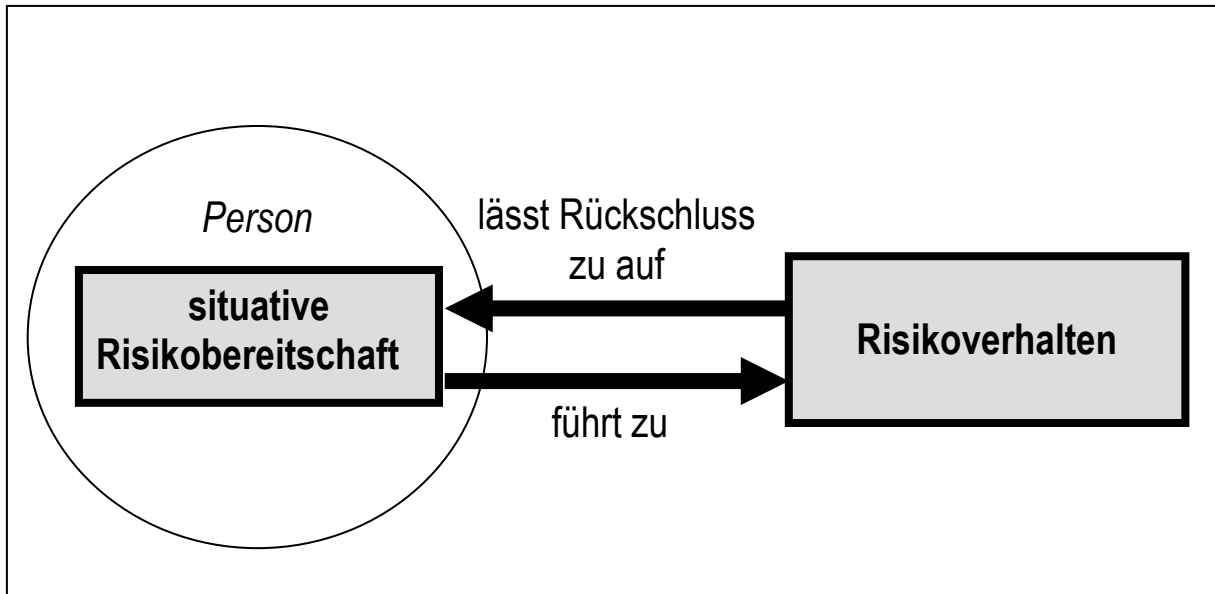 Person
situative
Risikobereitschaft
lässt Rückschluss
zu auf
führt zu
Risikoverhalten